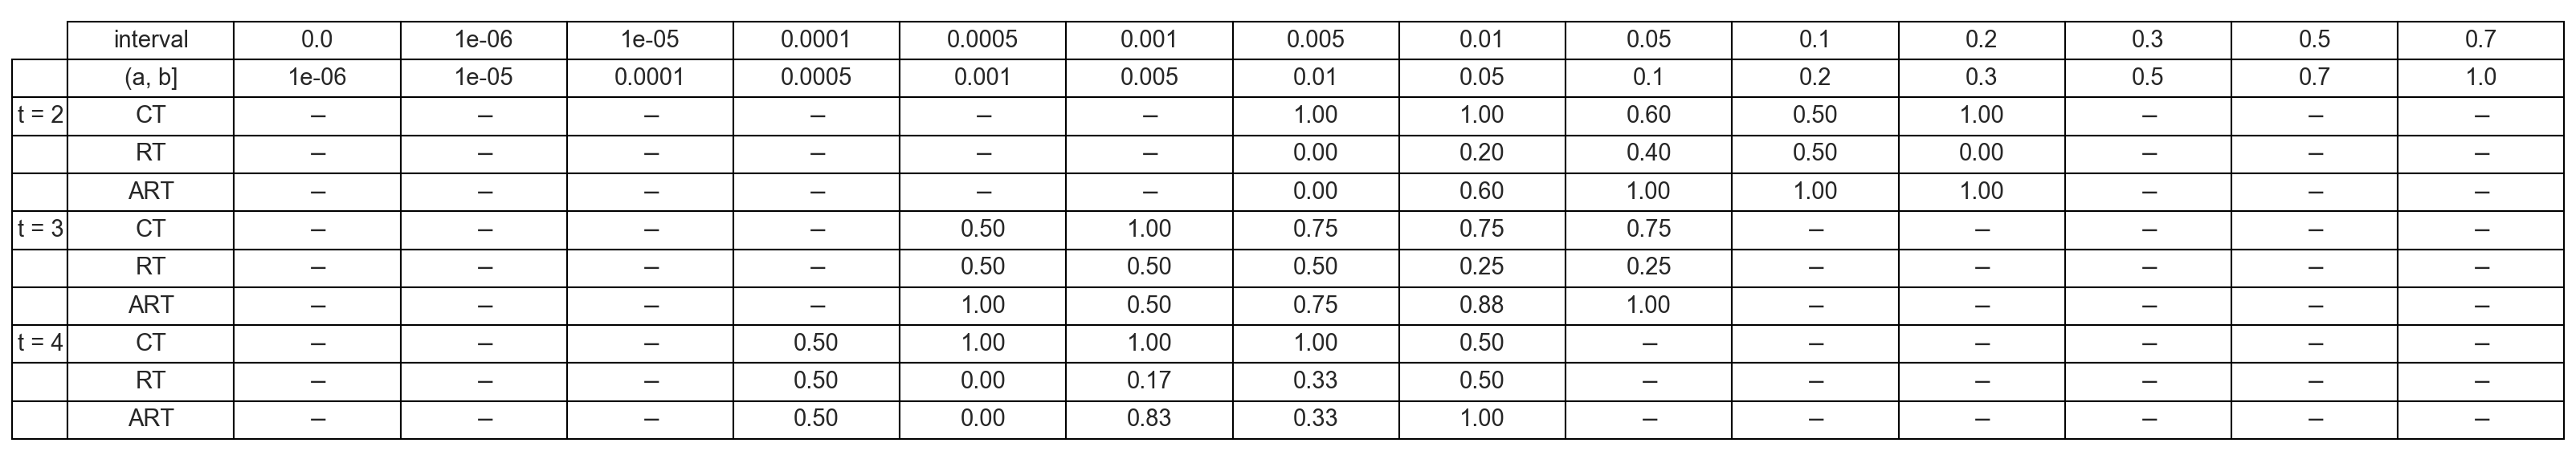 interval 0.0 1e-06 1e-05 0.0001 0.0005 0.001 0.005 0.01 0.05 0.1 0.2 0.3 0.5 0.7
(a, b] 1e-06 1e-05 0.0001 0.0005 0.001 0.005 0.01 0.05 0.1 0.2 0.3 0.5 0.7 1.0
t = 2 CT – – – – – – 1.00 1.00 0.60 0.50 1.00 – – –
RT – – – – – – 0.00 0.20 0.40 0.50 0.00 – – –
ART – – – – – – 0.00 0.60 1.00 1.00 1.00 – – –
t = 3 CT – – – – 0.50 1.00 0.75 0.75 0.75 – – – – –
RT – – – – 0.50 0.50 0.50 0.25 0.25 – – – – –
ART – – – – 1.00 0.50 0.75 0.88 1.00 – – – – –
t = 4 CT – – – 0.50 1.00 1.00 1.00 0.50 – – – – – –
RT – – – 0.50 0.00 0.17 0.33 0.50 – – – – – –
ART – – – 0.50 0.00 0.83 0.33 1.00 – – – – – –